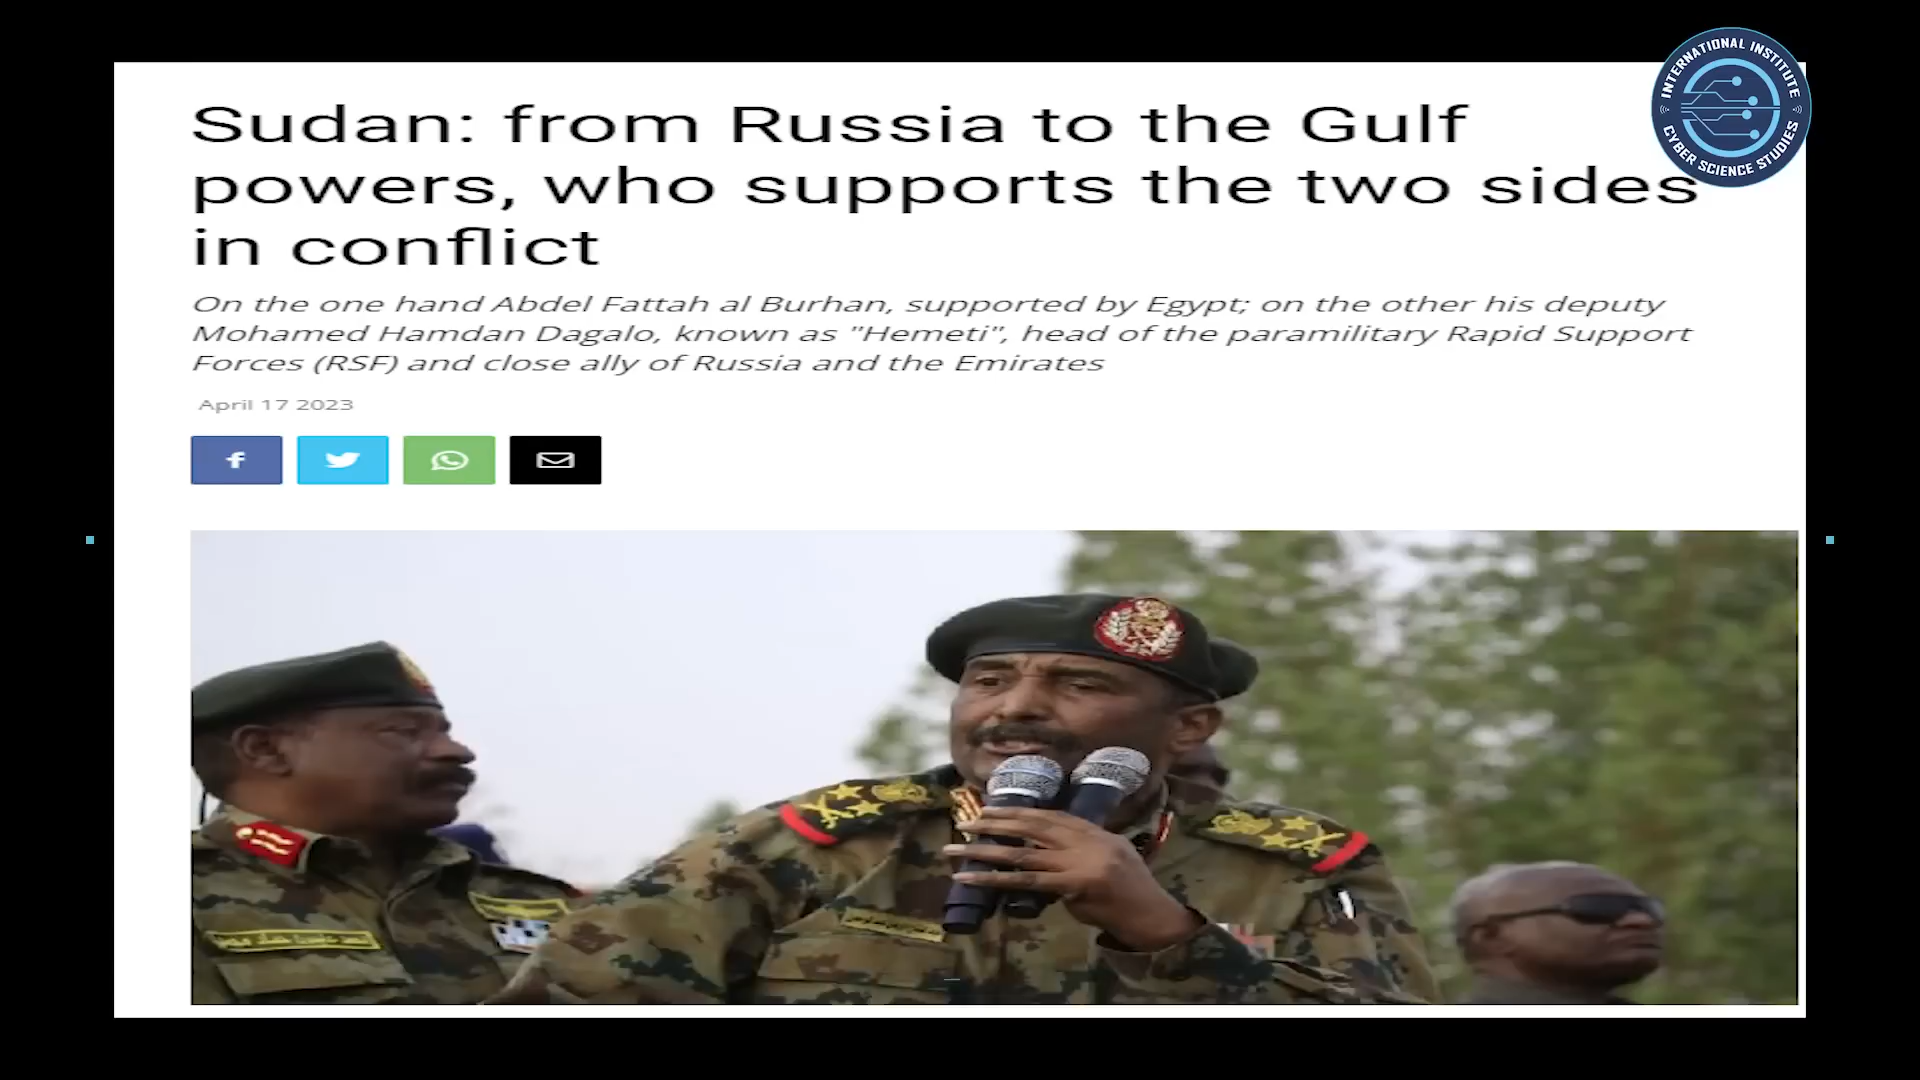 INTERNATIONAL INSTITUTE
CYBER SCIENCE STUDIES
Sudan: from Russia to the Gulf
powers, who supports the two sides
in conflict
On the one hand Abdel Fattah al Burhan, supported by Egypt; on the other his deputy
Mohamed Hamdan Dagalo, known as "Hemeti", head of the paramilitary Rapid Support
Forces (RSF) and close ally of Russia and the Emirates
April 17 2023